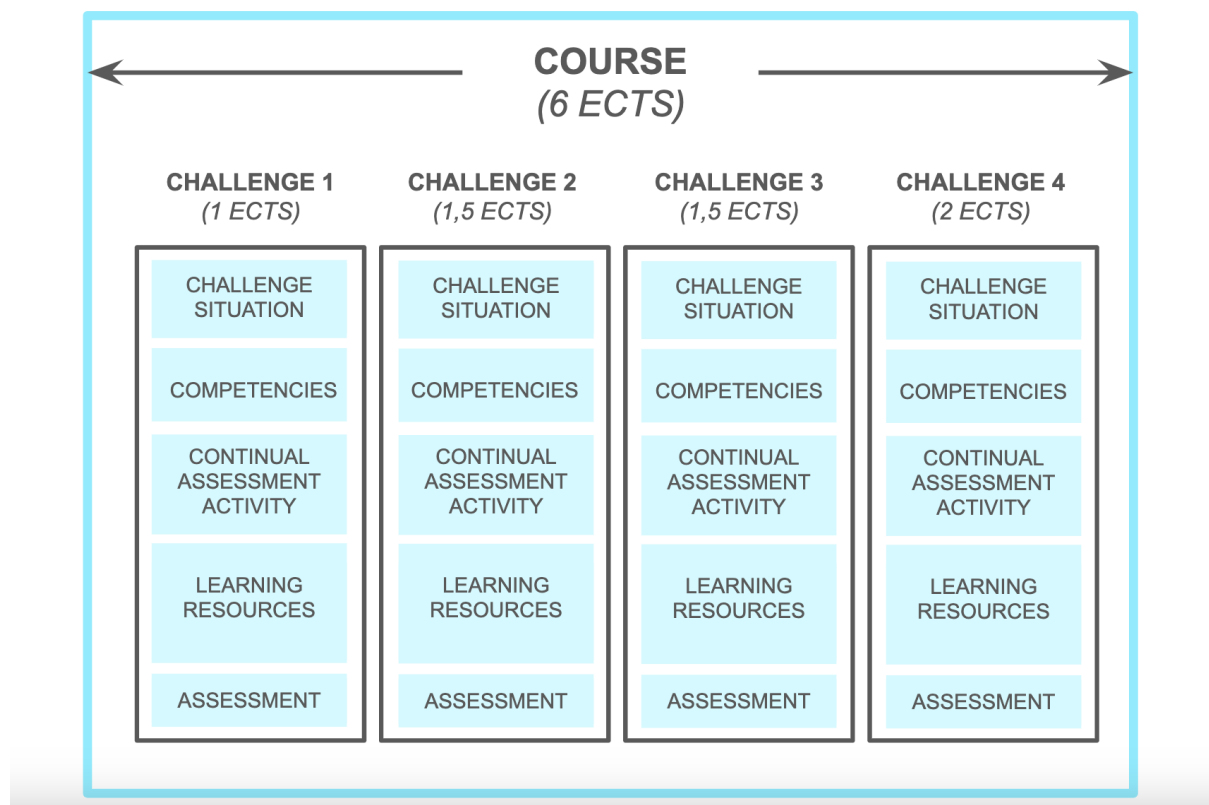 COURSE
(6 ECTS)
CHALLENGE 1
(1 ECTS)
CHALLENGE SITUATION
COMPETENCIES
CONTINUAL
ASSESSMENT
ACTIVITY
LEARNING
RESOURCES
ASSESSMENT
CHALLENGE 2
(1,5 ECTS)
CHALLENGE
SITUATION
COMPETENCIES
CONTINUAL
ASSESSMENT
ACTIVITY
LEARNING
RESOURCES
ASSESSMENT
CHALLENGE 3
(1,5 ECTS)
CHALLENGE
SITUATION
COMPETENCIES
CONTINUAL
ASSESSMENT
ACTIVITY
LEARNING
RESOURCES
ASSESSMENT
CHALLENGE 4
(2 ECTS)
CHALLENGE
SITUATION
COMPETENCIES
CONTINUAL
ASSESSMENT
ACTIVITY
LEARNING
RESOURCES
ASSESSMENT